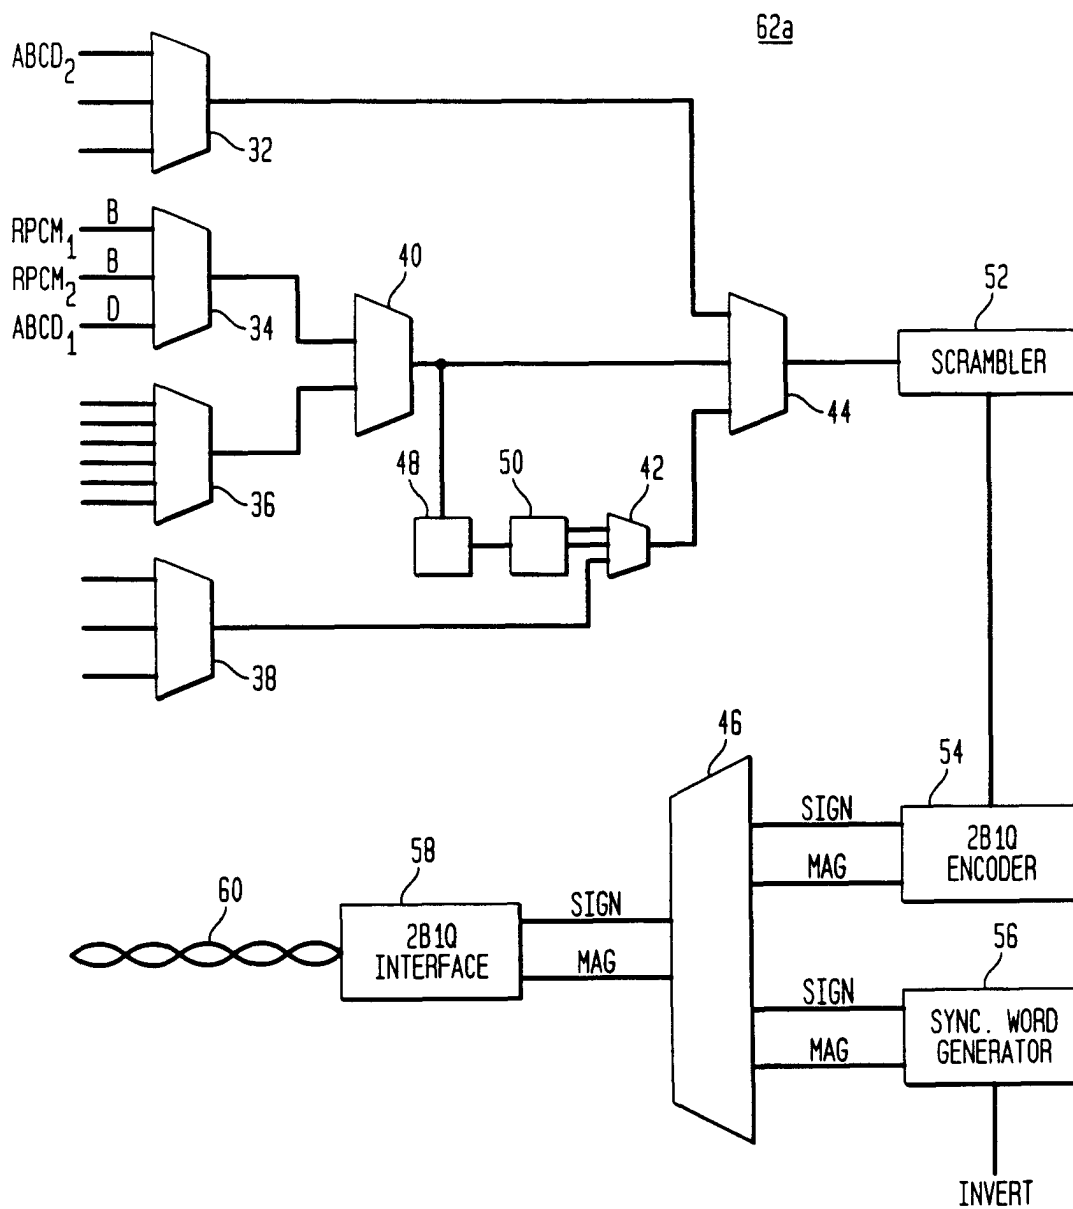 62a
ABCD2
32
RPCM1 B
RPCM2 B
ABCD1 D
34
40
52
SCRAMBLER
44
36
48
50
42
38
46
54
SIGN
MAG
2B1Q
ENCODER
60
58
2B1Q
INTERFACE
SIGN
MAG
56
SIGN
MAG
SYNC. WORD
GENERATOR
INVERT